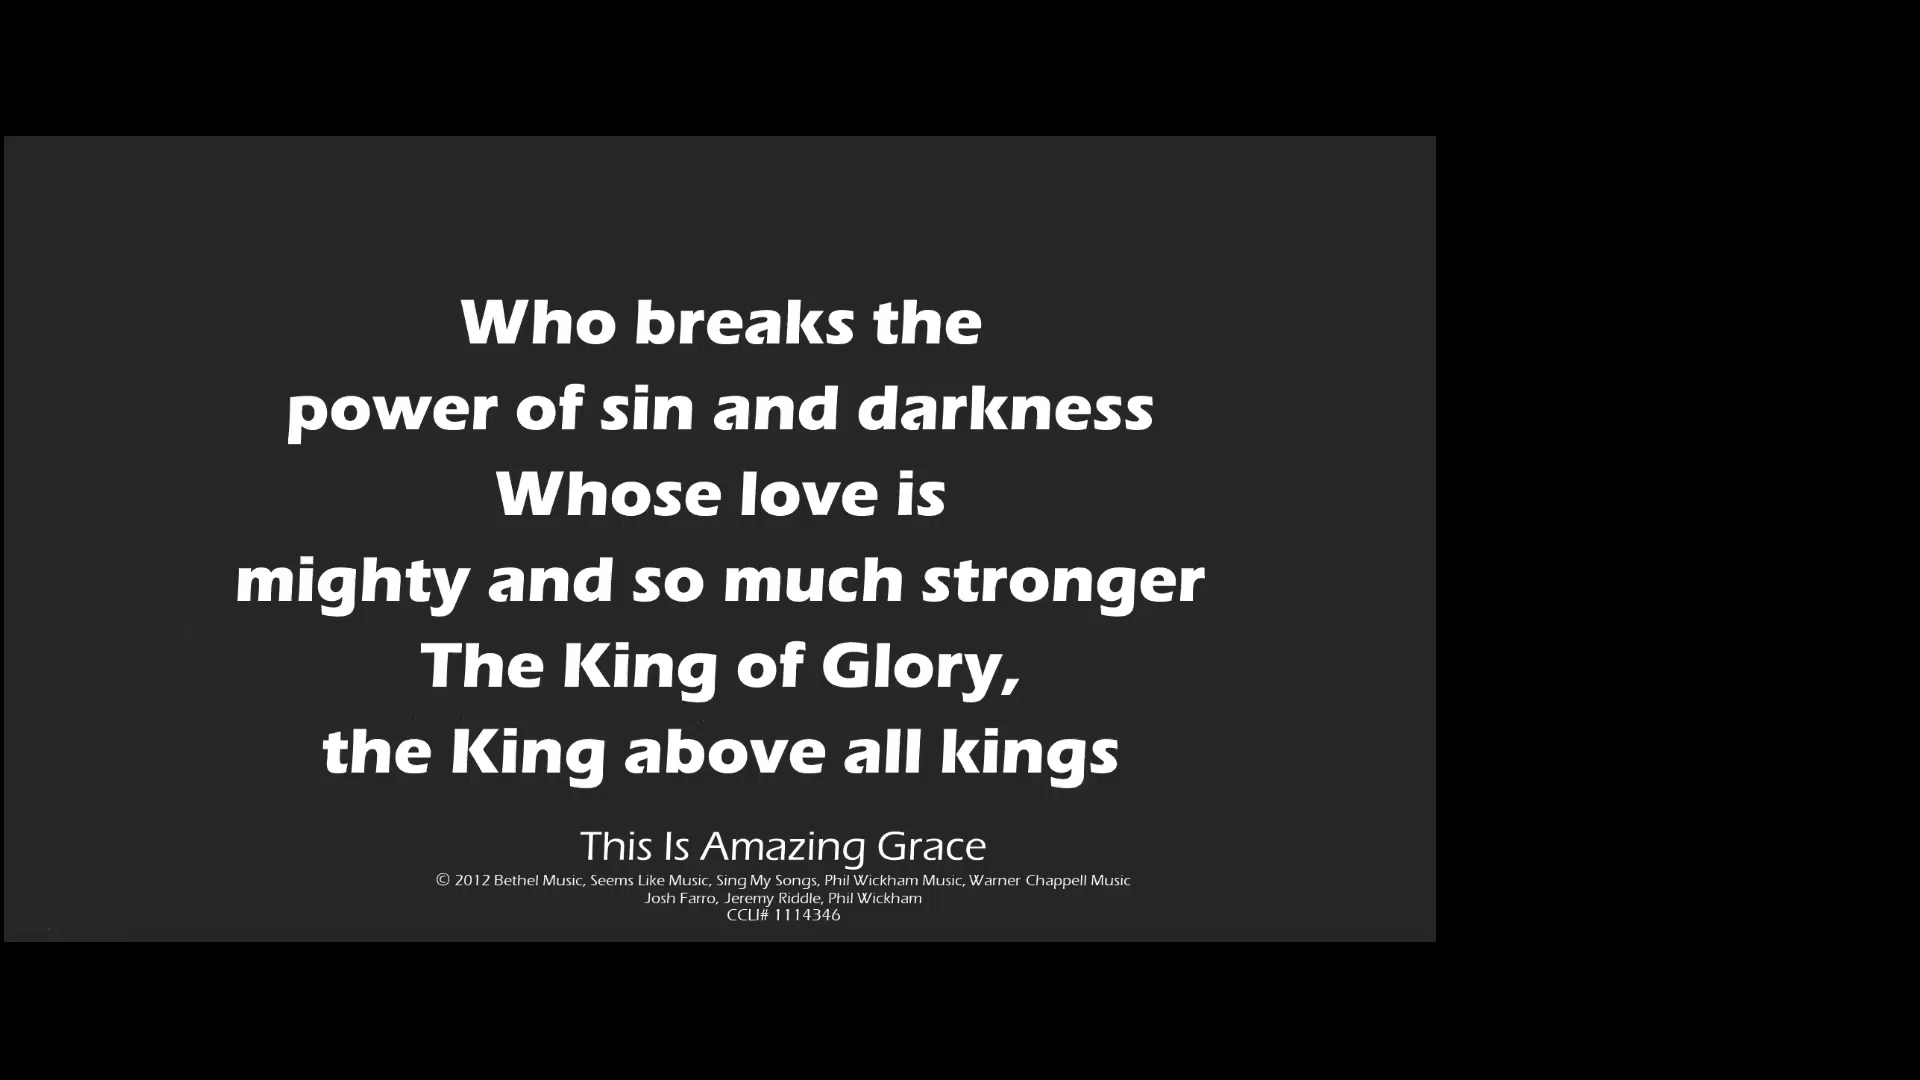 Who breaks the
power of sin and darkness
Whose love is
mighty and so much stronger
The King of Glory,
the King above all kings
This Is Amazing Grace
© 2012 Bethel Music, Seems Like Music, Sing My Songs, Phil Wickham Music, Warner Chappell Music
Josh Farro, Jeremy Riddle, Phil Wickham
CCLI# 1114346